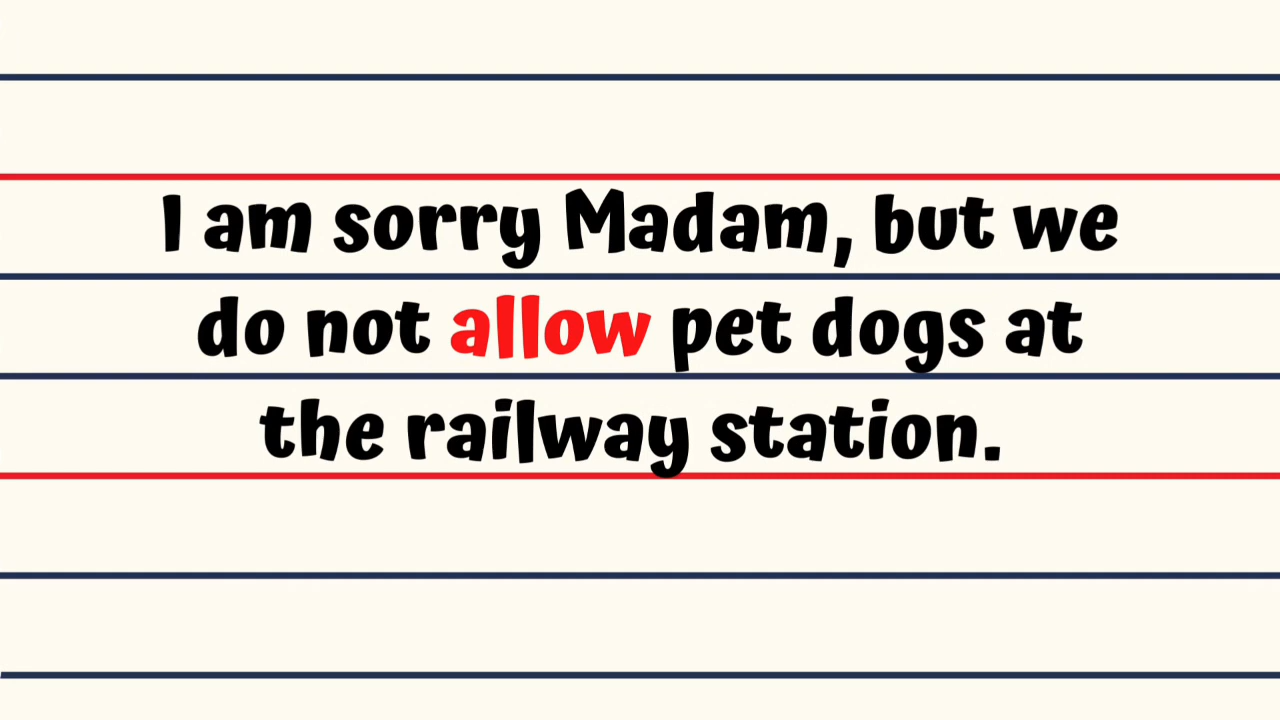 I am sorry Madam, but we
do not allow pet dogs at
the railway station.